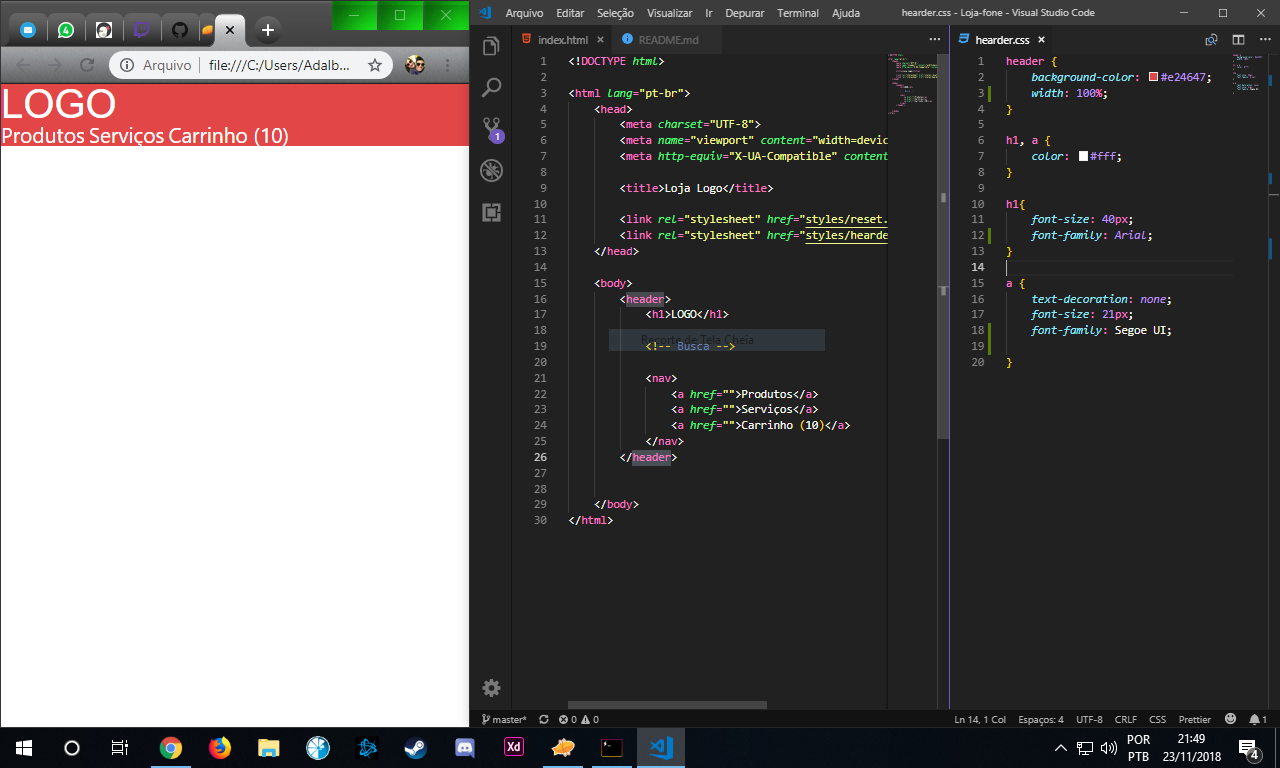 4
Arquivo
file:///C:/Users/Adalb...
LOGO
Produtos Serviços Carrinho (10)
Arquivo Editar Seleção Visualizar Ir Depurar Terminal Ajuda
hearder.css - Loja-fone - Visual Studio Code
index.html
README.md
1 <!DOCTYPE html>
2
3 <html lang="pt-br">
4 <head>
5 <meta charset="UTF-8">
6 <meta name="viewport" content="width=devic
7 <meta http-equiv="X-UA-Compatible" content
8
9 <title>Loja Logo</title>
10
11 <link rel="stylesheet" href="styles/reset.
12 <link rel="stylesheet" href="styles/hearde
13 </head>
14
15 <body>
16 <header>
17 <h1>LOGO</h1>
18
Recorte de Tela Cheia
19 <!-- Busca -->
20
21 <nav>
22 <a href="">Produtos</a>
23 <a href="">Serviços</a>
24 <a href="">Carrinho (10)</a>
25 </nav>
26 </header>
27
28
29 </body>
30 </html>
1
hearder.css
1 header {
2 background-color: #e24647;
3 width: 100%;
4 }
5
6 h1, a {
7 color: #fff;
8 }
9
10 h1{
11 font-size: 40px;
12 font-family: Arial;
13 }
14
15 a {
16 text-decoration: none;
17 font-size: 21px;
18 font-family: Segoe UI;
19
20 }
master* 0 0
Ln 14, 1 Col Espaços: 4 UTF-8 CRLF CSS Prettier 1
Xd
POR
PTB
21:49
23/11/2018
4